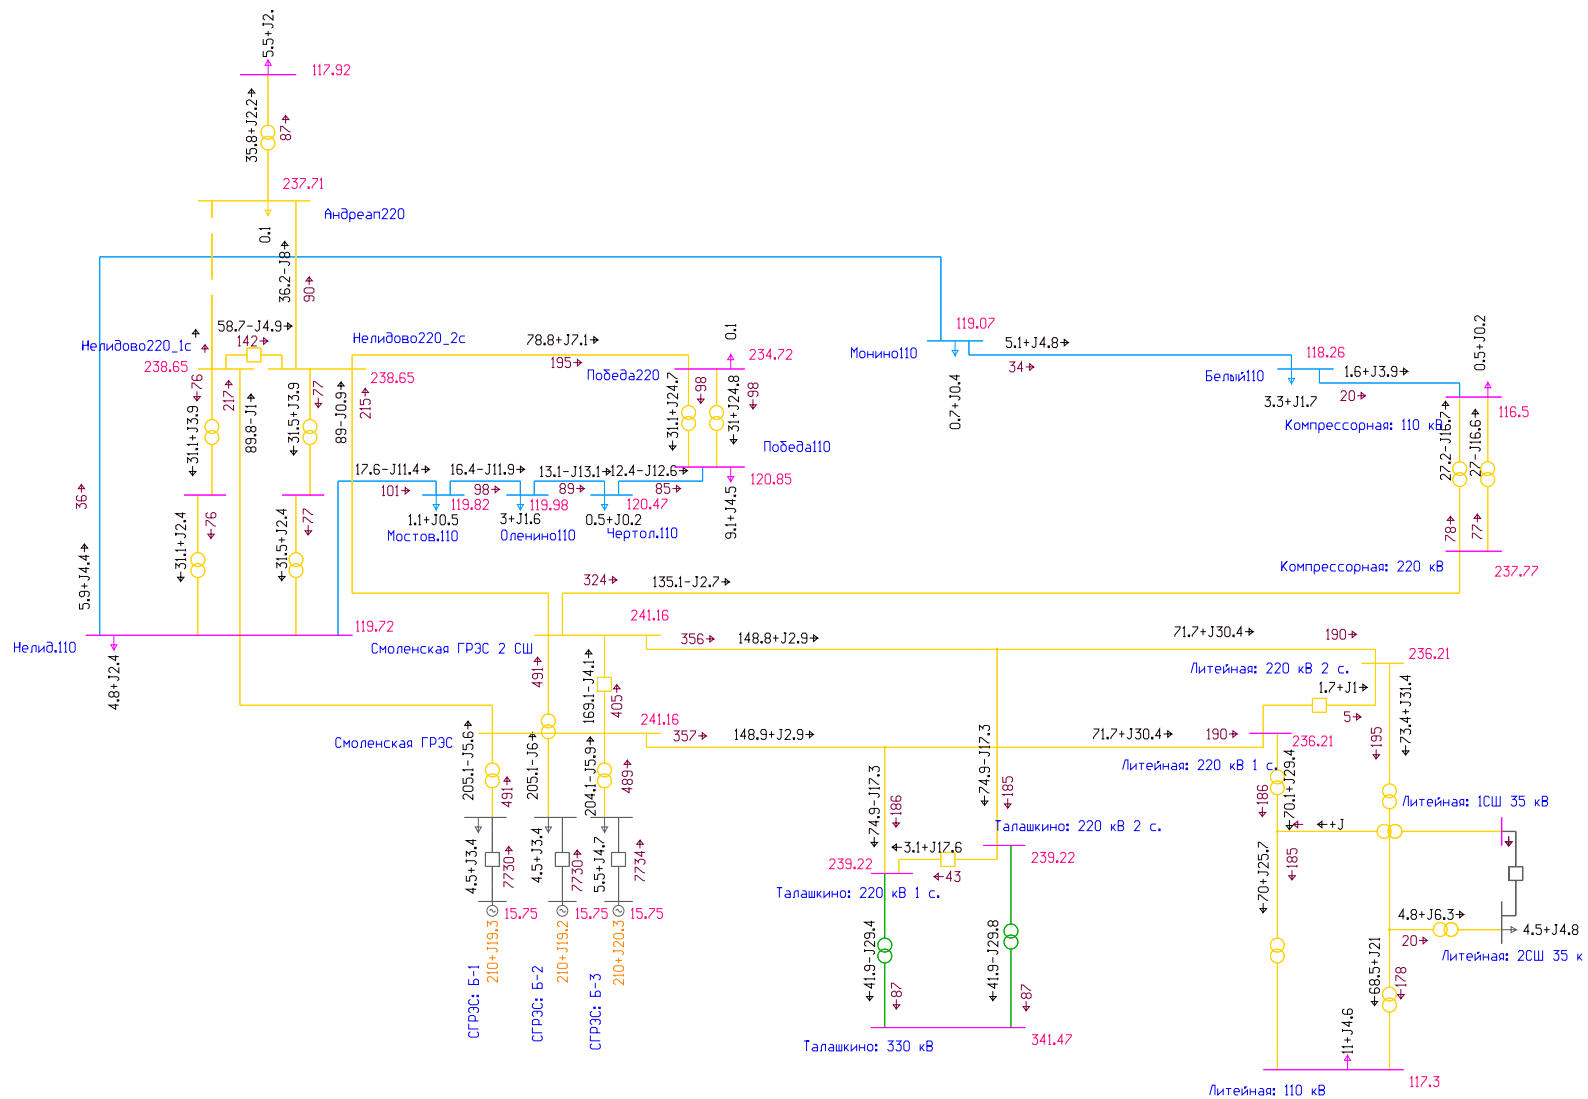 5.5+J2.
117.92
35.8+J2.2
87
237.71
Андреап220
0.1
36.2-J8
90
58.7-J4.9
142
Нелидово220_1с
238.65
Нелидово220_2с
238.65
78.8+J7.1
195
0.1
234.72
Победа220
76
217
31.1+J3.9
89.8-J1
31.5+J3.9
77
89-J0.9
215
31.1+J24.7
98
31+J24.8
98
Победа110
120.85
9.1+J4.5
17.6-J11.4
101
16.4-J11.9
98
13.1-J13.1
89
12.4-J12.6
85
119.82
119.98
120.47
1.1+J0.5
3+J1.6
0.5+J0.2
Мостов.110
Оленино110
Чертол.110
119.07
Монино110
0.7+J0.4
5.1+J4.8
34
118.26
Белый110
3.3+J1.7
1.6+J3.9
20
0.5+J0.2
116.5
Компрессорная: 110 кВ
27.2-J16.7
27-J16.6
78
77
Компрессорная: 220 кВ
237.77
36
5.9+J4.4
31.1+J2.4
76
31.5+J2.4
77
119.72
Нелид.110
4.8+J2.4
324
135.1-J2.7
241.16
Смоленская ГРЭС 2 СШ
356
148.8+J2.9
71.7+J30.4
190
236.21
Литейная: 220 кВ 2 с.
1.7+J1
5
491
169.1-J4.1
405
241.16
Смоленская ГРЭС
357
148.9+J2.9
71.7+J30.4
190
236.21
Литейная: 220 кВ 1 с.
195
73.4+J31.4
205.1-J5.6
491
205.1-J6
204.1-J5.9
489
74.9-J17.3
186
74.9-J17.3
185
186
70.1+J29.4
Литейная: 1СШ 35 кВ
+J
Талашкино: 220 кВ 2 с.
239.22
3.1+J17.6
43
239.22
Талашкино: 220 кВ 1 с.
4.5+J3.4
7730
4.5+J3.4
7730
5.5+J4.7
7734
15.75
15.75
15.75
210+J19.3
210+J19.2
210+J20.3
СГРЭС: Б-1
СГРЭС: Б-2
СГРЭС: Б-3
41.9-J29.4
87
41.9-J29.8
87
341.47
Талашкино: 330 кВ
70+J25.7
185
4.8+J6.3
20
4.5+J4.8
Литейная: 2СШ 35 к
68.5+J21
178
11+J4.6
117.3
Литейная: 110 кВ